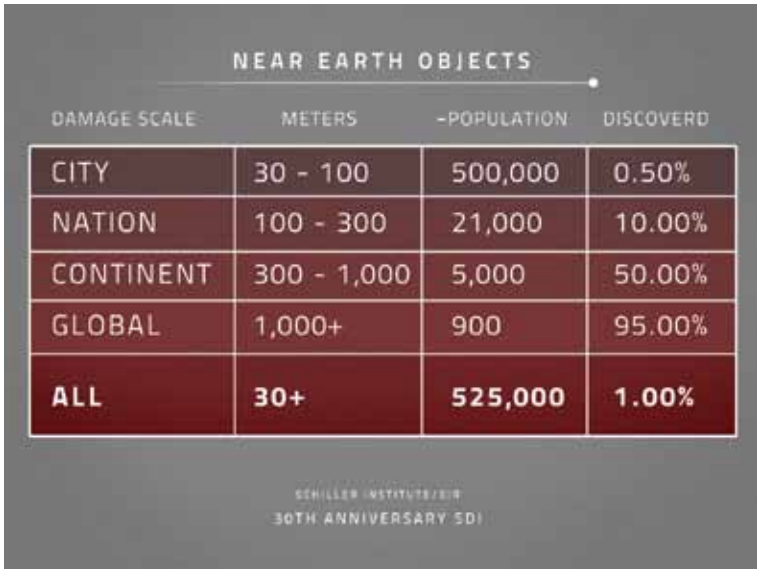 NEAR EARTH OBJECTS
DAMAGE SCALE METERS ~POPULATION DISCOVERD
CITY 30 - 100 500,000 0.50%
NATION 100 - 300 21,000 10.00%
CONTINENT 300 - 1,000 5,000 50.00%
GLOBAL 1,000+ 900 95.00%
ALL 30+ 525,000 1.00%
SCHILLER INSTITUTE/EIR
30TH ANNIVERSARY SDI